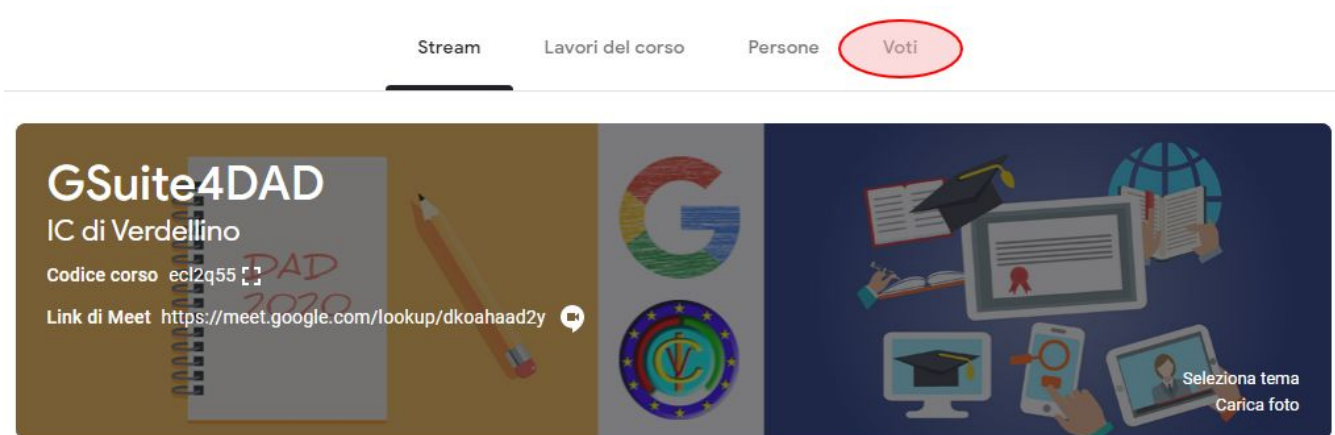 Stream Lavori del corso Persone Voti
GSuite4DAD
IC di Verdellino
Codice corso ecl2q55
Link di Meet https://meet.google.com/lookup/dkoahaad2y
DAD
2020
G
Seleziona tema
Carica foto